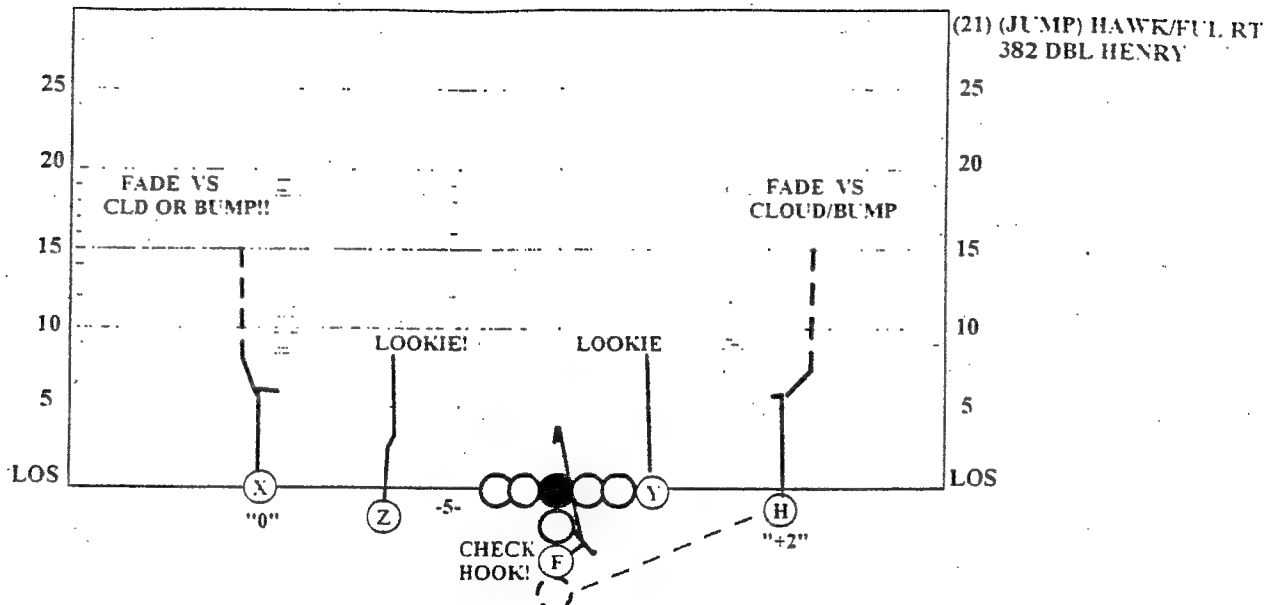 (21) (JUMP) HAWK/FUL RT
382 DBL HENRY
25
25
20
20
FADE VS
CLD OR BUMP!!
FADE VS
CLOUD/BUMP
15
15
10
10
LOOKIE!
LOOKIE
5
5
LOS
LOS
X
Y
"0"
Z
-5-
H
"+2"
CHECK
HOOK!
F